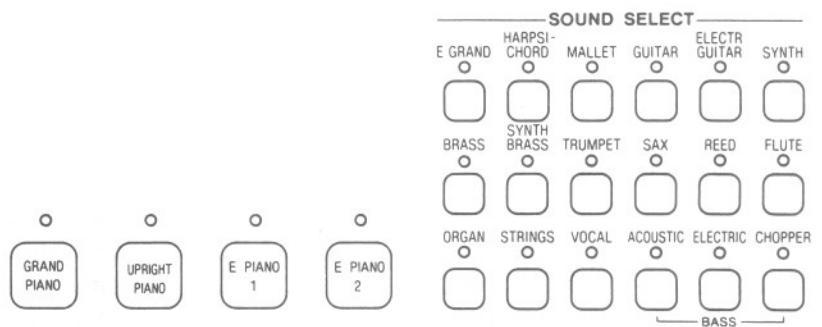 SOUND SELECT
E GRAND HARPSI-CHORD MALLET GUITAR ELECTR GUITAR SYNTH
BRASS SYNTH BRASS TRUMPET SAX REED FLUTE
ORGAN STRINGS VOCAL ACOUSTIC ELECTRIC CHOPPER
BASS
GRAND PIANO
UPRIGHT PIANO
E PIANO 1
E PIANO 2